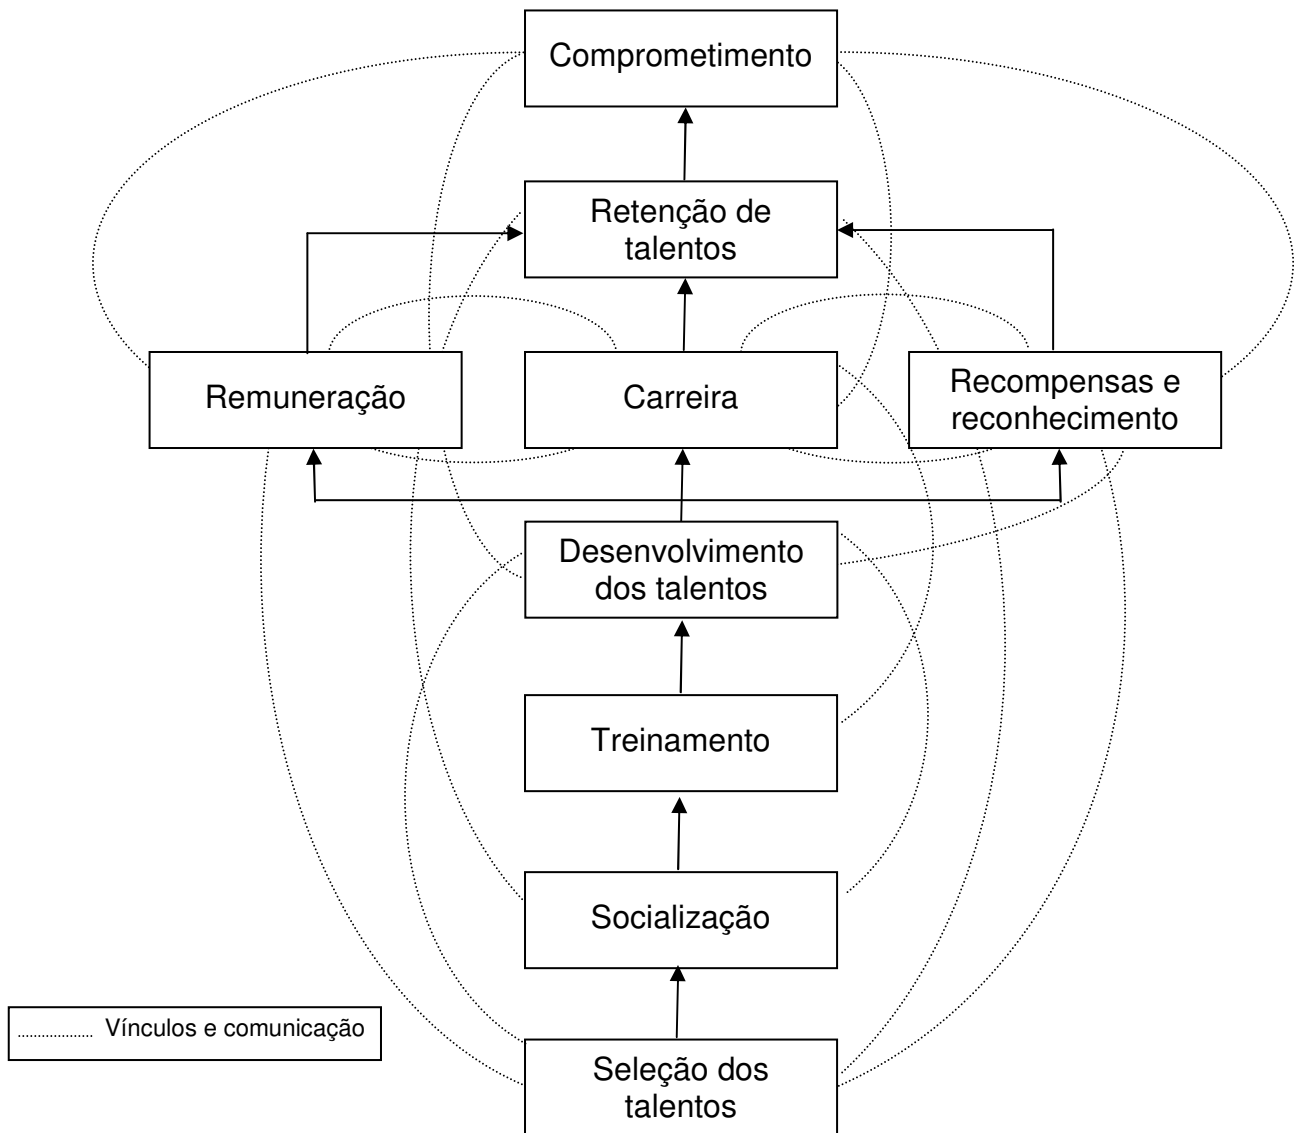 Comprometimento
Retenção de
talentos
Remuneração
Carreira
Recompensas e
reconhecimento
Desenvolvimento
dos talentos
Treinamento
Socialização
Vínculos e comunicação
Seleção dos
talentos